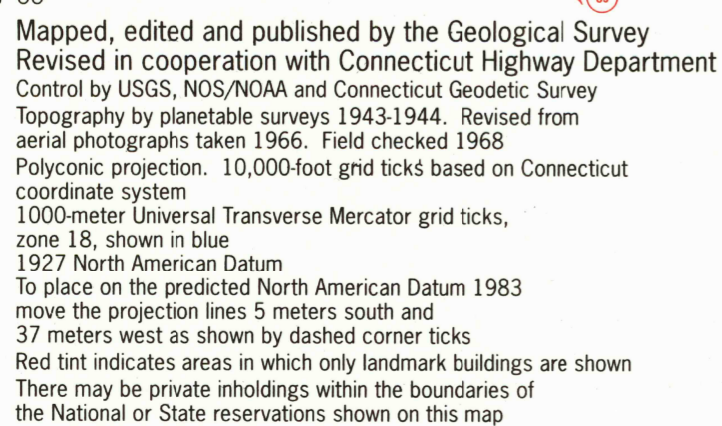 Mapped, edited and published by the Geological Survey
Revised in cooperation with Connecticut Highway Department
Control by USGS, NOS/NOAA and Connecticut Geodetic Survey
Topography by planetable surveys 1943-1944. Revised from
aerial photographs taken 1966. Field checked 1968
Polyconic projection. 10,000-foot grid ticks based on Connecticut
coordinate system
1000-meter Universal Transverse Mercator grid ticks,
zone 18, shown in blue
1927 North American Datum
To place on the predicted North American Datum 1983
move the projection lines 5 meters south and
37 meters west as shown by dashed corner ticks
Red tint indicates areas in which only landmark buildings are shown
There may be private inholdings within the boundaries of
the National or State reservations shown on this map